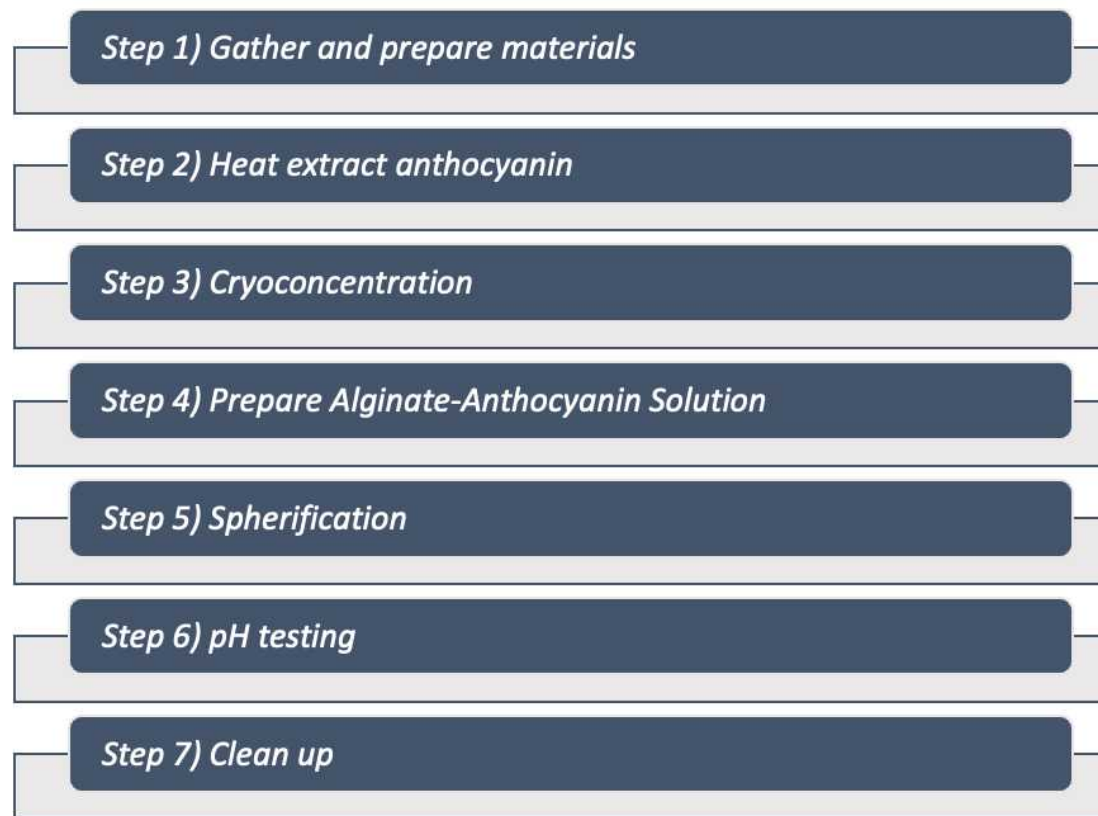 Step 1) Gather and prepare materials
Step 2) Heat extract anthocyanin
Step 3) Cryoconcentration
Step 4) Prepare Alginate-Anthocyanin Solution
Step 5) Spherification
Step 6) pH testing
Step 7) Clean up